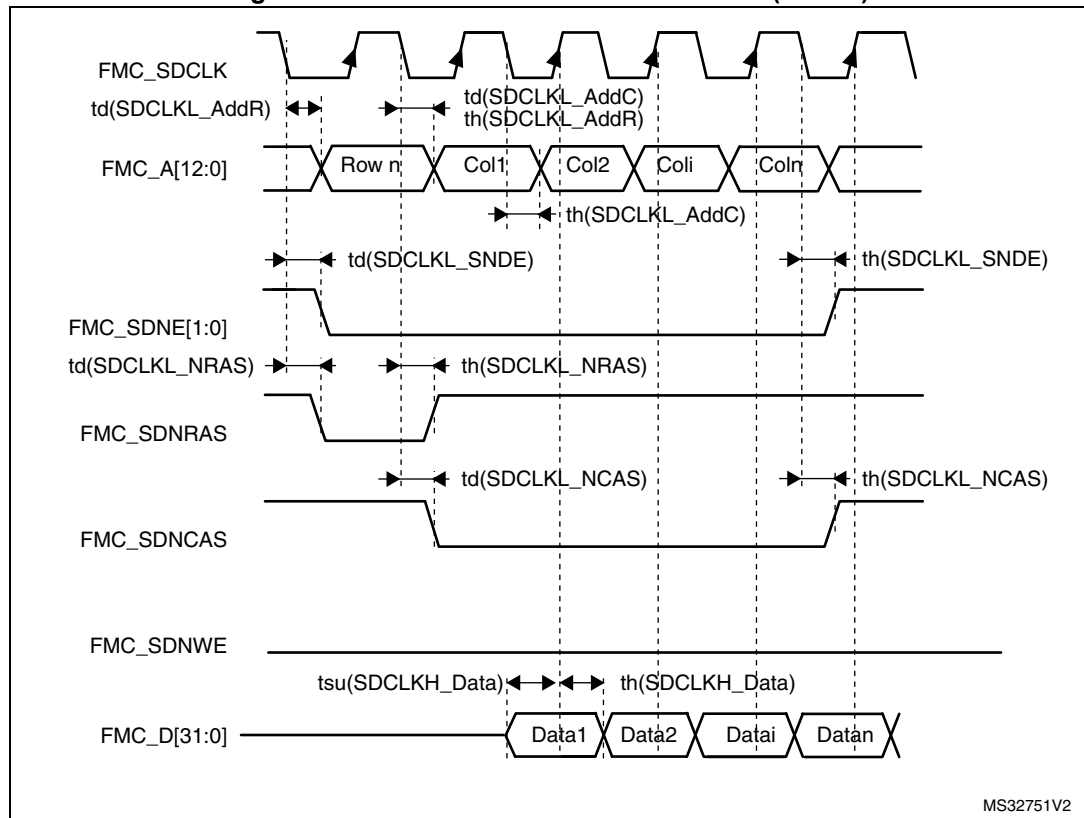 FMC_SDCLK
td(SDCLKL_AddR)
td(SDCLKL_AddC)
th(SDCLKL_AddR)
FMC_A[12:0]
Row n
Col1
Col2
Coli
Coln
th(SDCLKL_AddC)
td(SDCLKL_SNDE)
th(SDCLKL_SNDE)
FMC_SDNE[1:0]
td(SDCLKL_NRAS)
th(SDCLKL_NRAS)
FMC_SDNRAS
td(SDCLKL_NCAS)
th(SDCLKL_NCAS)
FMC_SDNCAS
FMC_SDNWE
tsu(SDCLKH_Data)
th(SDCLKH_Data)
FMC_D[31:0]
Data1
Data2
Datai
Datan
MS32751V2